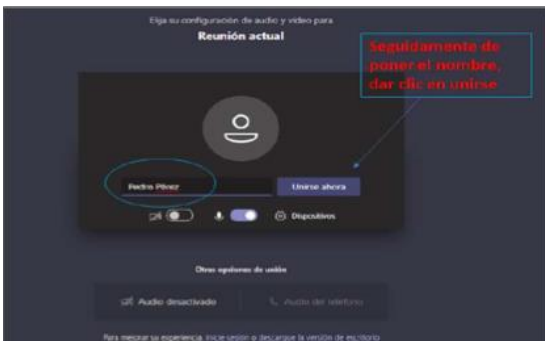 Elija su configuración de audio y vídeo para
Reunión actual
Seguidamente de
poner el nombre,
dar clic en unirse
Pedro Pérez
Unirse ahora
Dispositivos
Otras opciones de unión
Audio desactivado
Audio del teléfono
Para mejorar su experiencia, inicie sesión o descargue la versión de escritorio